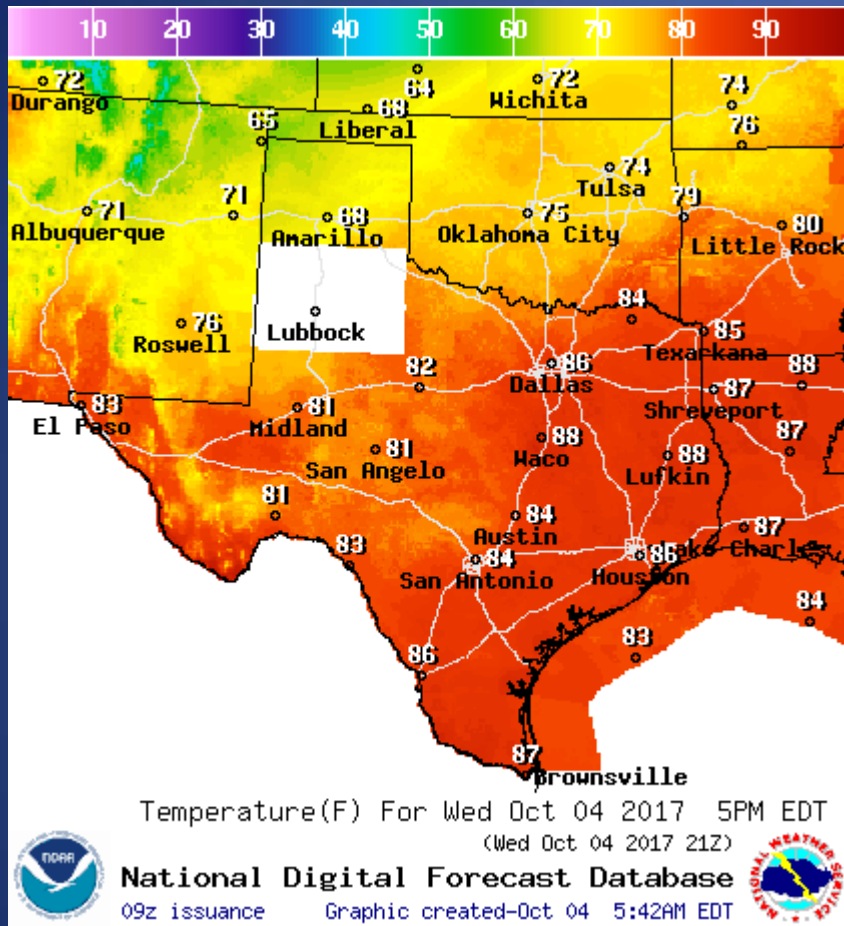 10 20 30 40 50 60 70 80 90
72 Durango
64
72 Wichita
74
68 Liberal
65
76
74 Tulsa
71 Albuquerque
71
68 Amarillo
75 Oklahoma City
79
80 Little Rock
76 Roswell
Lubbock
84
85 Texarkana
86 Dallas
82
87 Shreveport
88
83 El Paso
81 Midland
81 San Angelo
88 Waco
88 Lufkin
87
81
84 Austin
87 Lake Charles
83
84 San Antonio
86 Houston
84
83
86
87 Brownsville
Temperature(F) For Wed Oct 04 2017 5PM EDT
(Wed Oct 04 2017 21Z)
NOAA
National Digital Forecast Database
09z issuance Graphic created-Oct 04 5:42AM EDT
NATIONAL WEATHER SERVICE